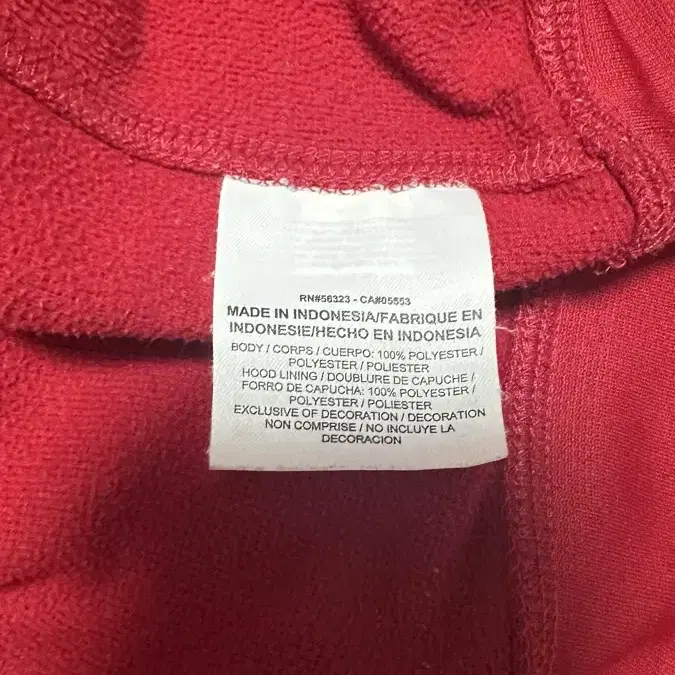 RN#56323 - CA#05553
MADE IN INDONESIA/FABRIQUE EN
INDONESIE/HECHO EN INDONESIA
BODY / CORPS / CUERPO: 100% POLYESTER /
POLYESTER / POLIESTER
HOOD LINING / DOUBLURE DE CAPUCHE /
FORRO DE CAPUCHA: 100% POLYESTER /
POLYESTER / POLIESTER
EXCLUSIVE OF DECORATION / DECORATION
NON COMPRISE / NO INCLUYE LA
DECORACION